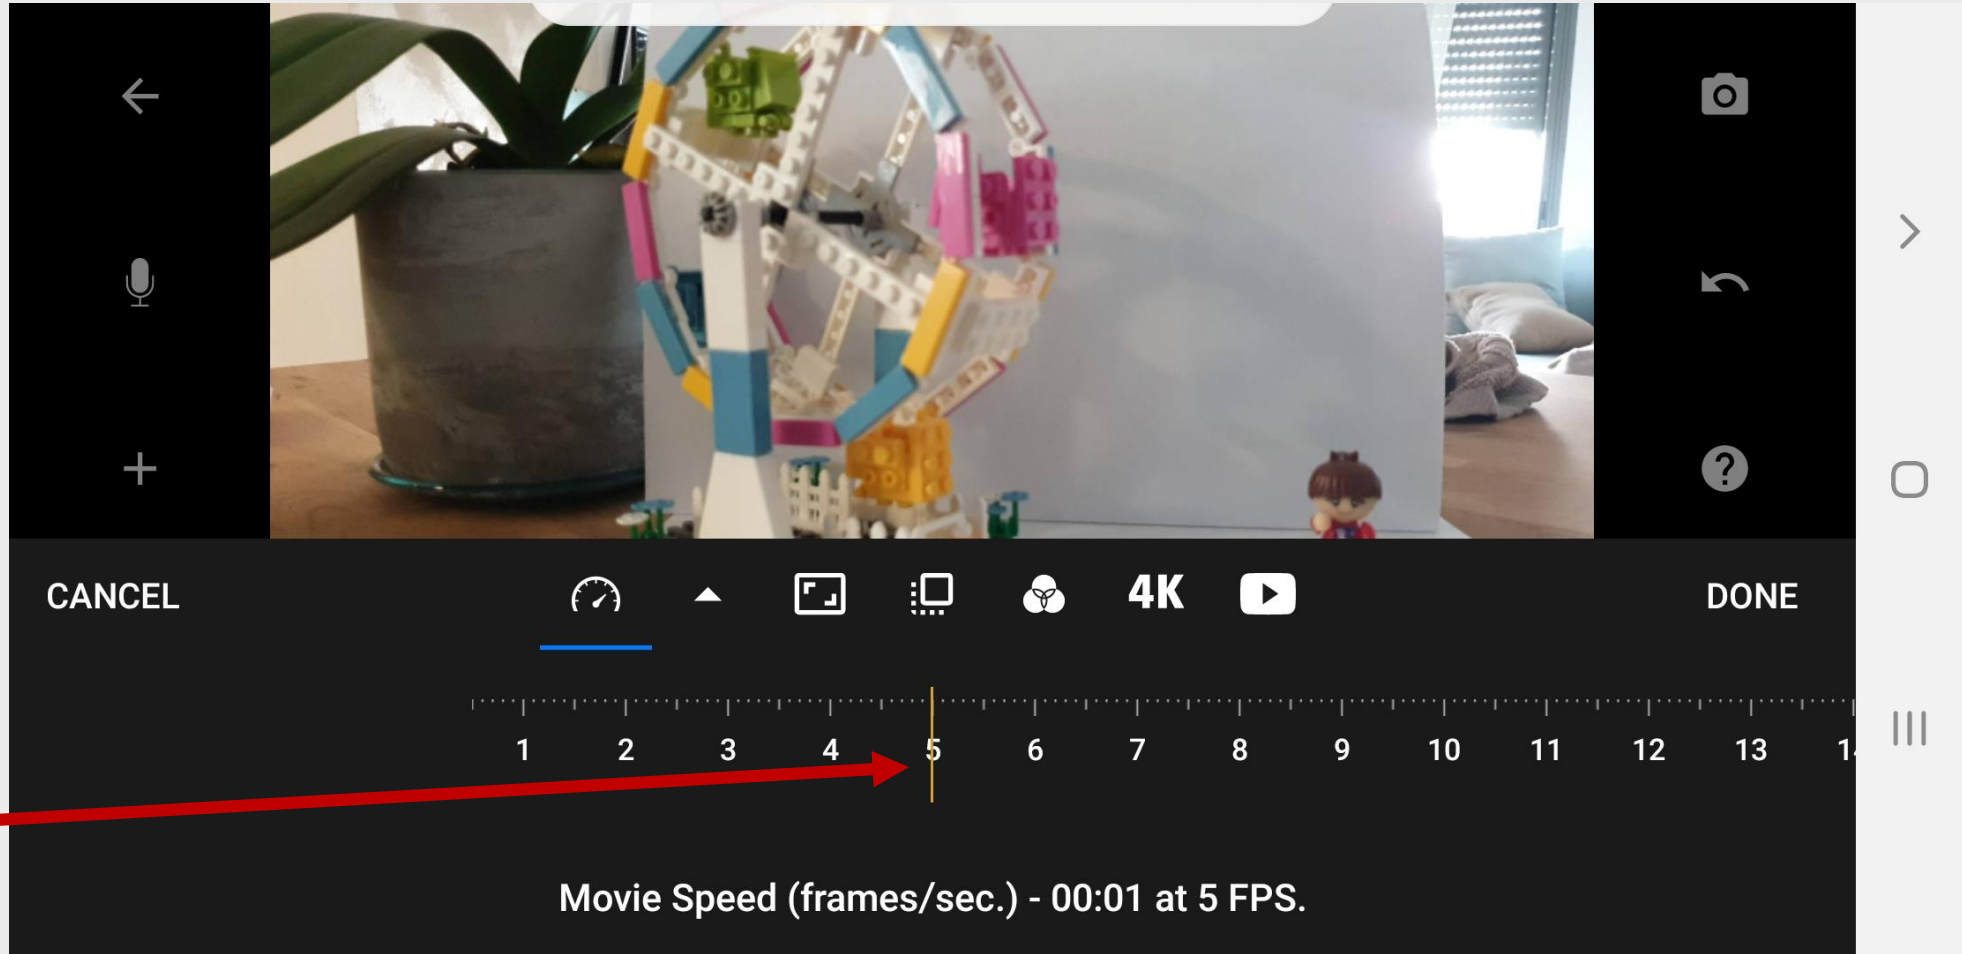 CANCEL 4K DONE
1 2 3 4 5 6 7 8 9 10 11 12 13
Movie Speed (frames/sec.) - 00:01 at 5 FPS.